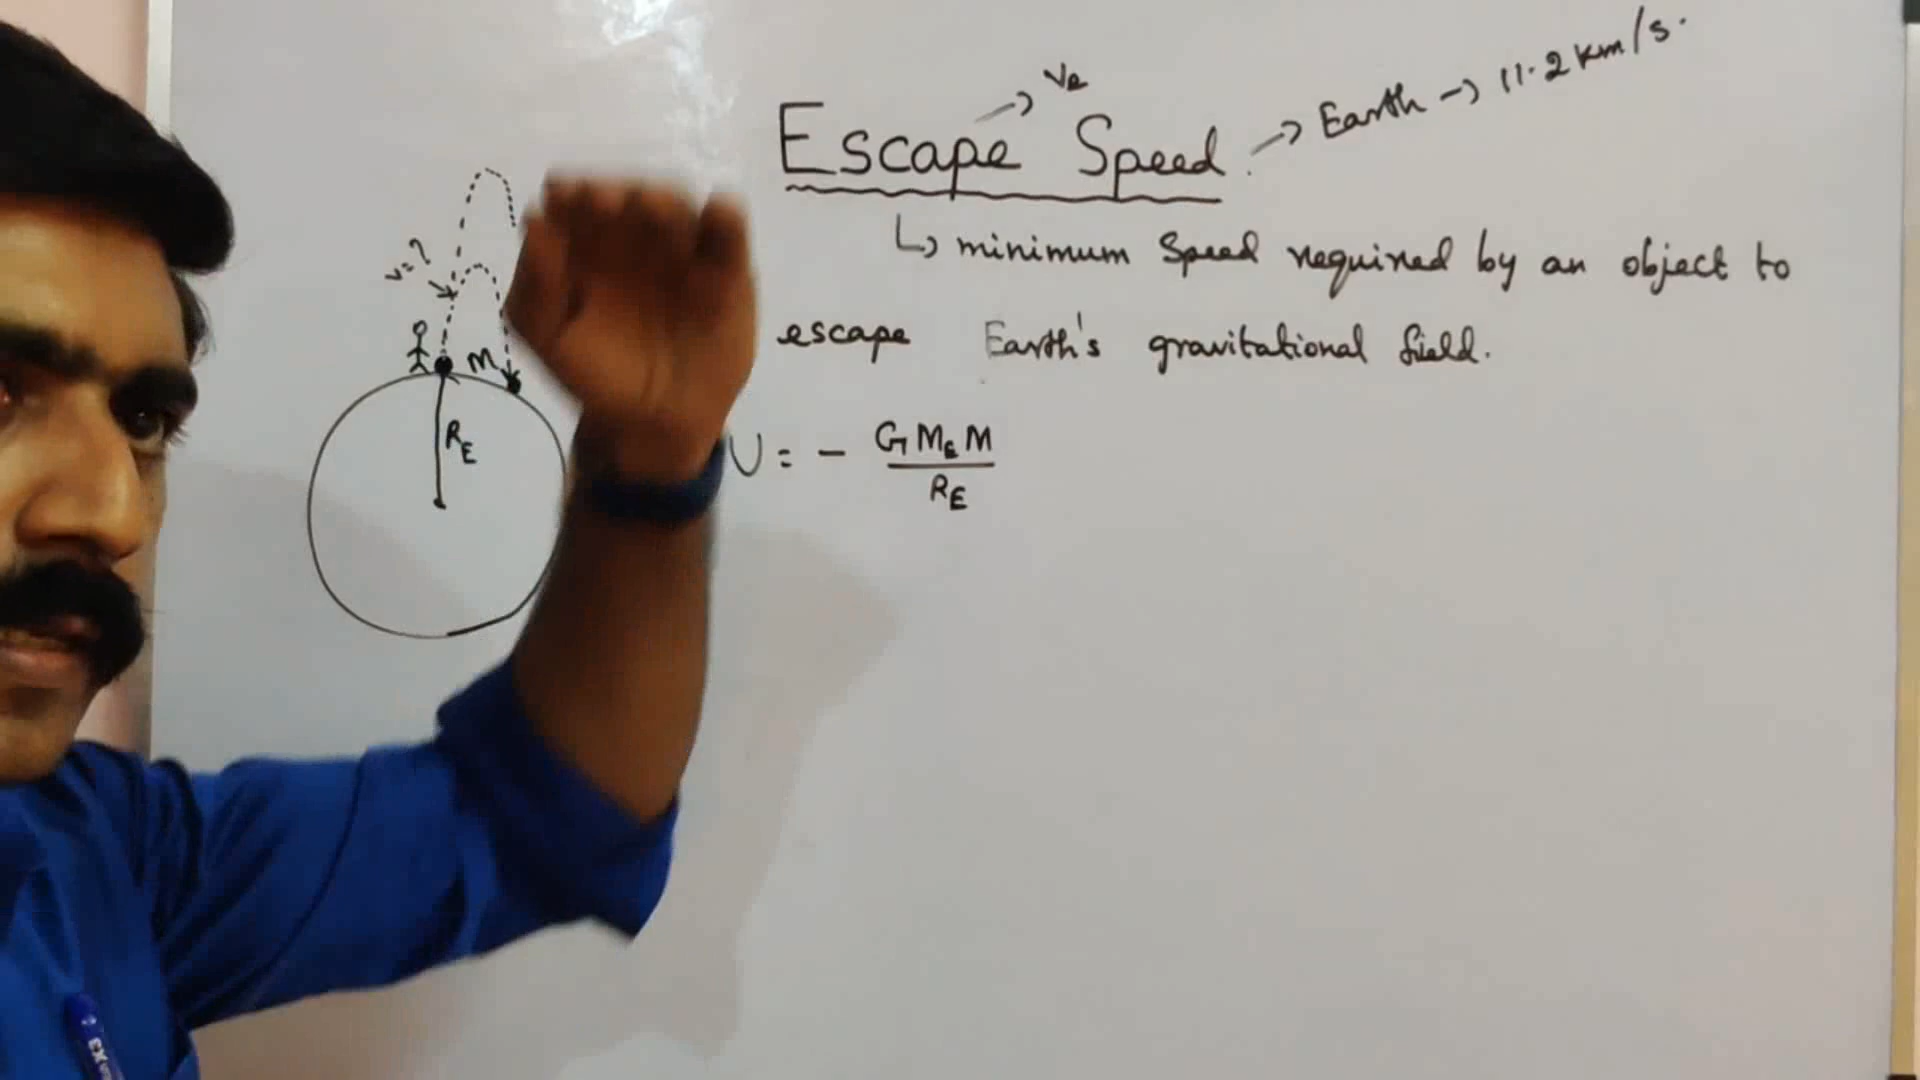 vₑ
Escape Speed. → Earth → 11.2 km/s.
↳ minimum speed required by an object to
escape Earth's gravitational field.
v=?
M
R_E
U = - G M_E M / R_E
EX